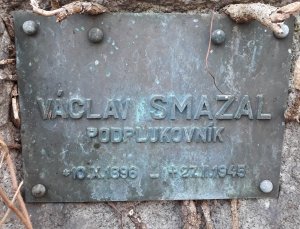 VÁCLAV SMAZAL
PODPLUKOVNÍK
*10.X.1896 – †27.I.1945